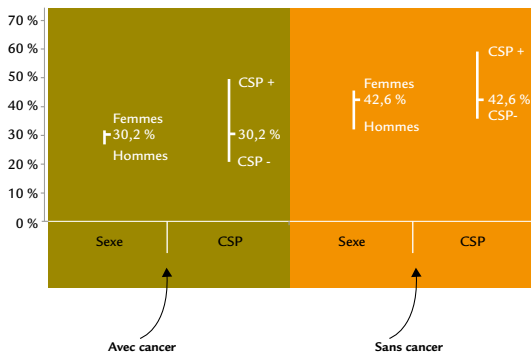 70 %
60 %
50 %
40 %
30 %
20 %
10 %
0 %
Femmes
30,2 %
Hommes
CSP +
30,2 %
CSP -
Femmes
42,6 %
Hommes
CSP +
42,6 %
CSP-
Sexe
CSP
Sexe
CSP
Avec cancer
Sans cancer